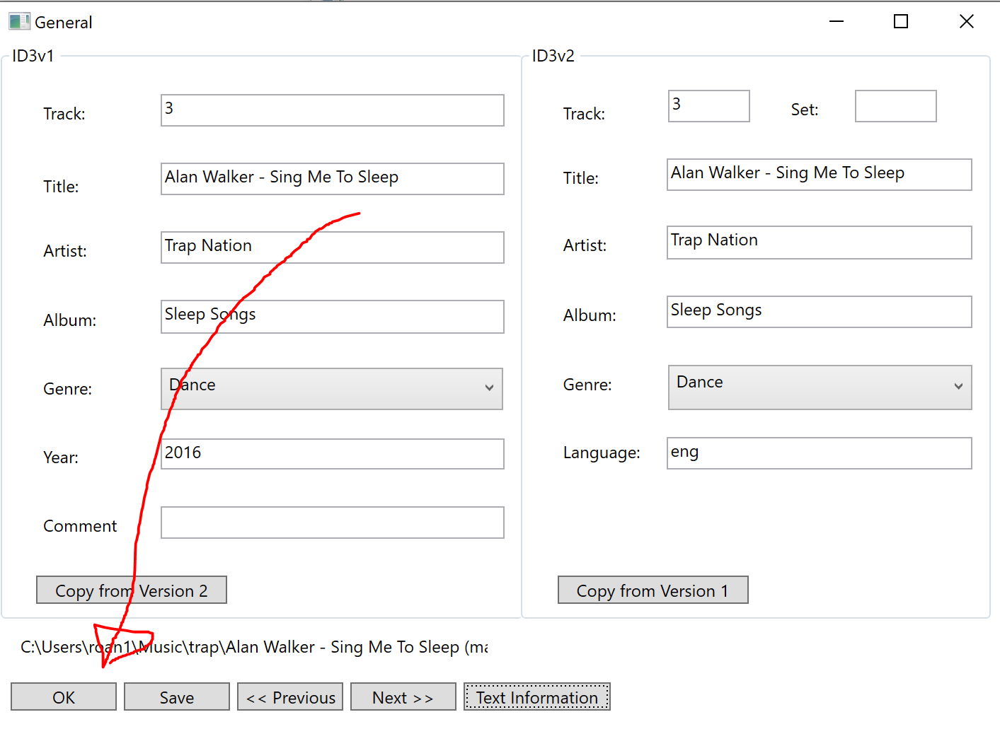 General
ID3v1
Track: 3
Title: Alan Walker - Sing Me To Sleep
Artist: Trap Nation
Album: Sleep Songs
Genre: Dance
Year: 2016
Comment
Copy from Version 2
ID3v2
Track: 3 Set:
Title: Alan Walker - Sing Me To Sleep
Artist: Trap Nation
Album: Sleep Songs
Genre: Dance
Language: eng
Copy from Version 1
C:\Users\roan1\Music\trap\Alan Walker - Sing Me To Sleep (ma
OK Save << Previous Next >> Text Information